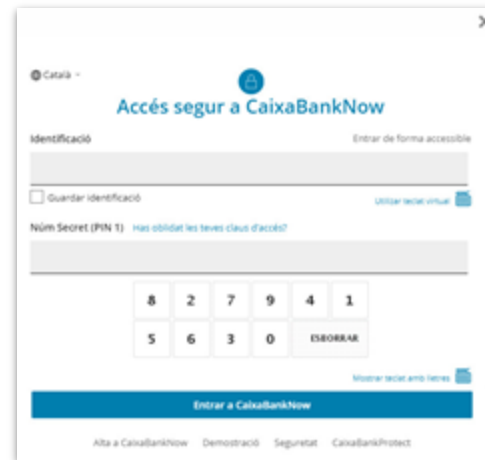 Català
Accés segur a CaixaBankNow
Identificació Entrar de forma accessible
Guardar identificació Utilitzar teclat virtual
Núm Secret (PIN 1) Has oblidat les teves claus d'accés?
8 2 7 9 4 1
5 6 3 0 ESBORRAR
Mostrar teclat amb lletres
Entrar a CaixaBankNow
Alta a CaixaBankNow Demostració Seguretat CaixaBankProtect